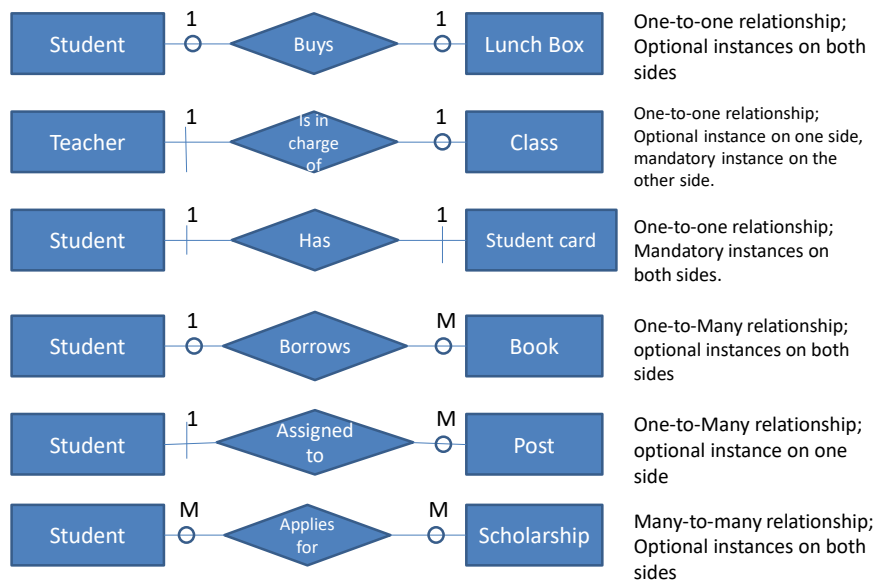 1 1
Student Buys Lunch Box
One-to-one relationship;
Optional instances on both
sides
1 1
Teacher
Is in
charge
of
Class
One-to-one relationship;
Optional instance on one side,
mandatory instance on the
other side.
1 1
Student Has Student card
One-to-one relationship;
Mandatory instances on
both sides.
1 M
Student Borrows Book
One-to-Many relationship;
optional instances on both
sides
1 M
Student
Assigned
to
Post
One-to-Many relationship;
optional instance on one
side
M M
Student
Applies
for
Scholarship
Many-to-many relationship;
Optional instances on both
sides